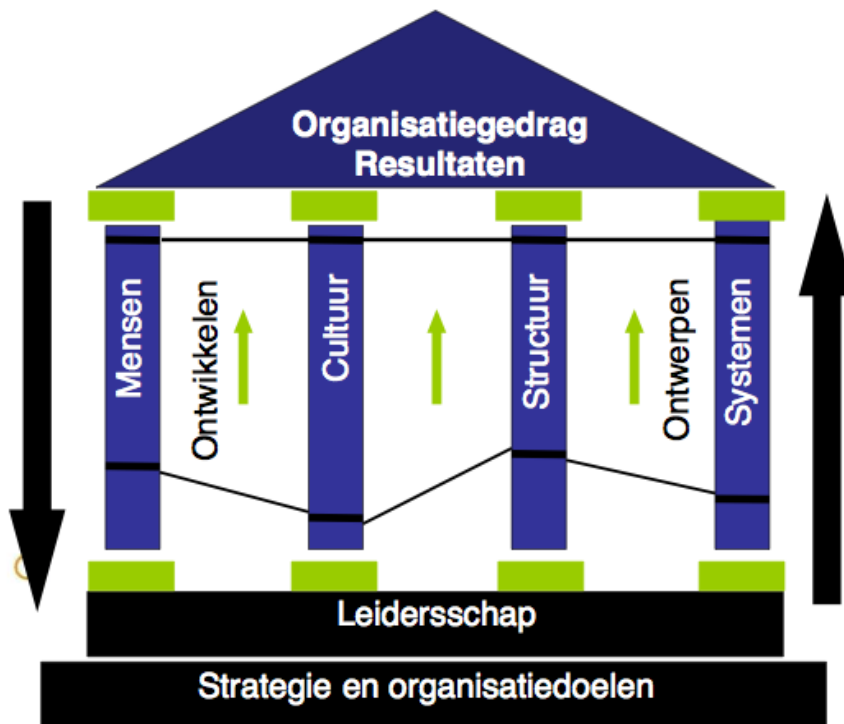 Organisatiegedrag
Resultaten
Mensen
Ontwikkelen
Cultuur
Structuur
Ontwerpen
Systemen
Leidersschap
Strategie en organisatiedoelen